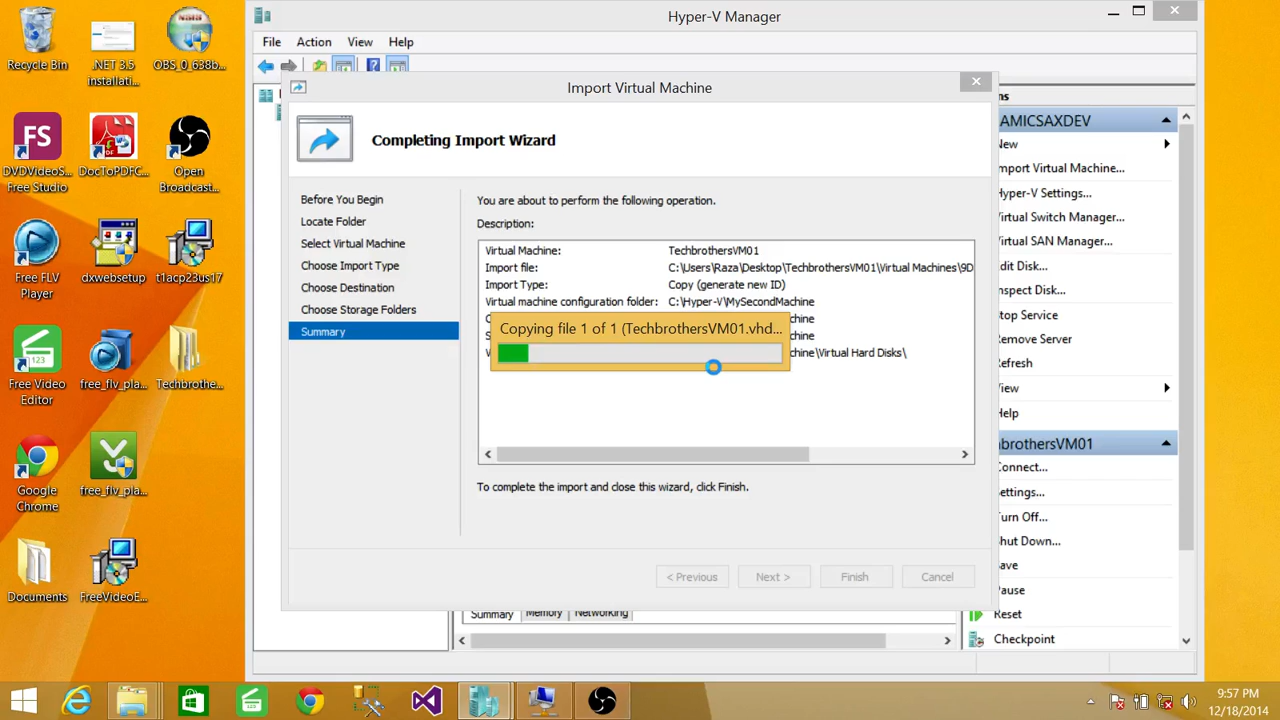 Hyper-V Manager
File Action View Help
Import Virtual Machine
Completing Import Wizard
Before You Begin
Locate Folder
Select Virtual Machine
Choose Import Type
Choose Destination
Choose Storage Folders
Summary
You are about to perform the following operation.
Description:
Virtual Machine: TechbrothersVM01
Import file: C:\Users\Raza\Desktop\TechbrothersVM01\Virtual Machines\9D
Import Type: Copy (generate new ID)
Virtual machine configuration folder: C:\Hyper-V\MySecondMachine
chine
Copying file 1 of 1 (TechbrothersVM01.vhd...
chine
chine\Virtual Hard Disks\
To complete the import and close this wizard, click Finish.
< Previous
Next >
Finish
Cancel
Summary Memory Networking
ns
AMICSAXDEV
New
Import Virtual Machine...
Hyper-V Settings...
Virtual Switch Manager...
Virtual SAN Manager...
Edit Disk...
Inspect Disk...
Stop Service
Remove Server
Refresh
View
Help
brothersVM01
Connect...
Settings...
Turn Off...
Shut Down...
Save
Pause
Reset
Checkpoint
Recycle Bin
.NET 3.5
installati...
OBS_0_638b...
FS
DVDVideoS...
Free Studio
DocToPDFC...
Open
Broadcast...
Free FLV
Player
dxwebsetup
t1acp23us17
123
Free Video
Editor
free_flv_pla...
Techbrothe...
Google
Chrome
free_flv_pla...
Documents
FreeVideoE...
9:57 PM
12/18/2014